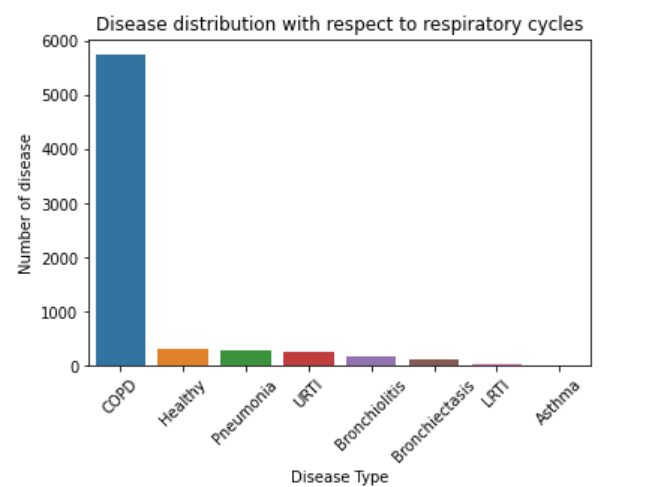 Disease distribution with respect to respiratory cycles
6000
5000
4000
3000
2000
1000
0
Number of disease
COPD
Healthy
Pneumonia
URTI
Bronchiolitis
Bronchiectasis
LRTI
Asthma
Disease Type